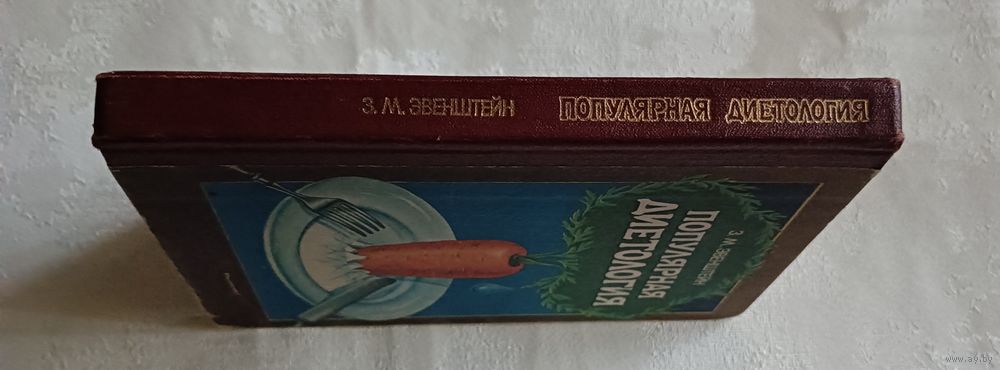 З. М. ЭВЕНШТЕЙН ПОПУЛЯРНАЯ ДИЕТОЛОГИЯ
З. М. ЭВЕНШТЕЙН
ПОПУЛЯРНАЯ
ДИЕТОЛОГИЯ
www.ay.by